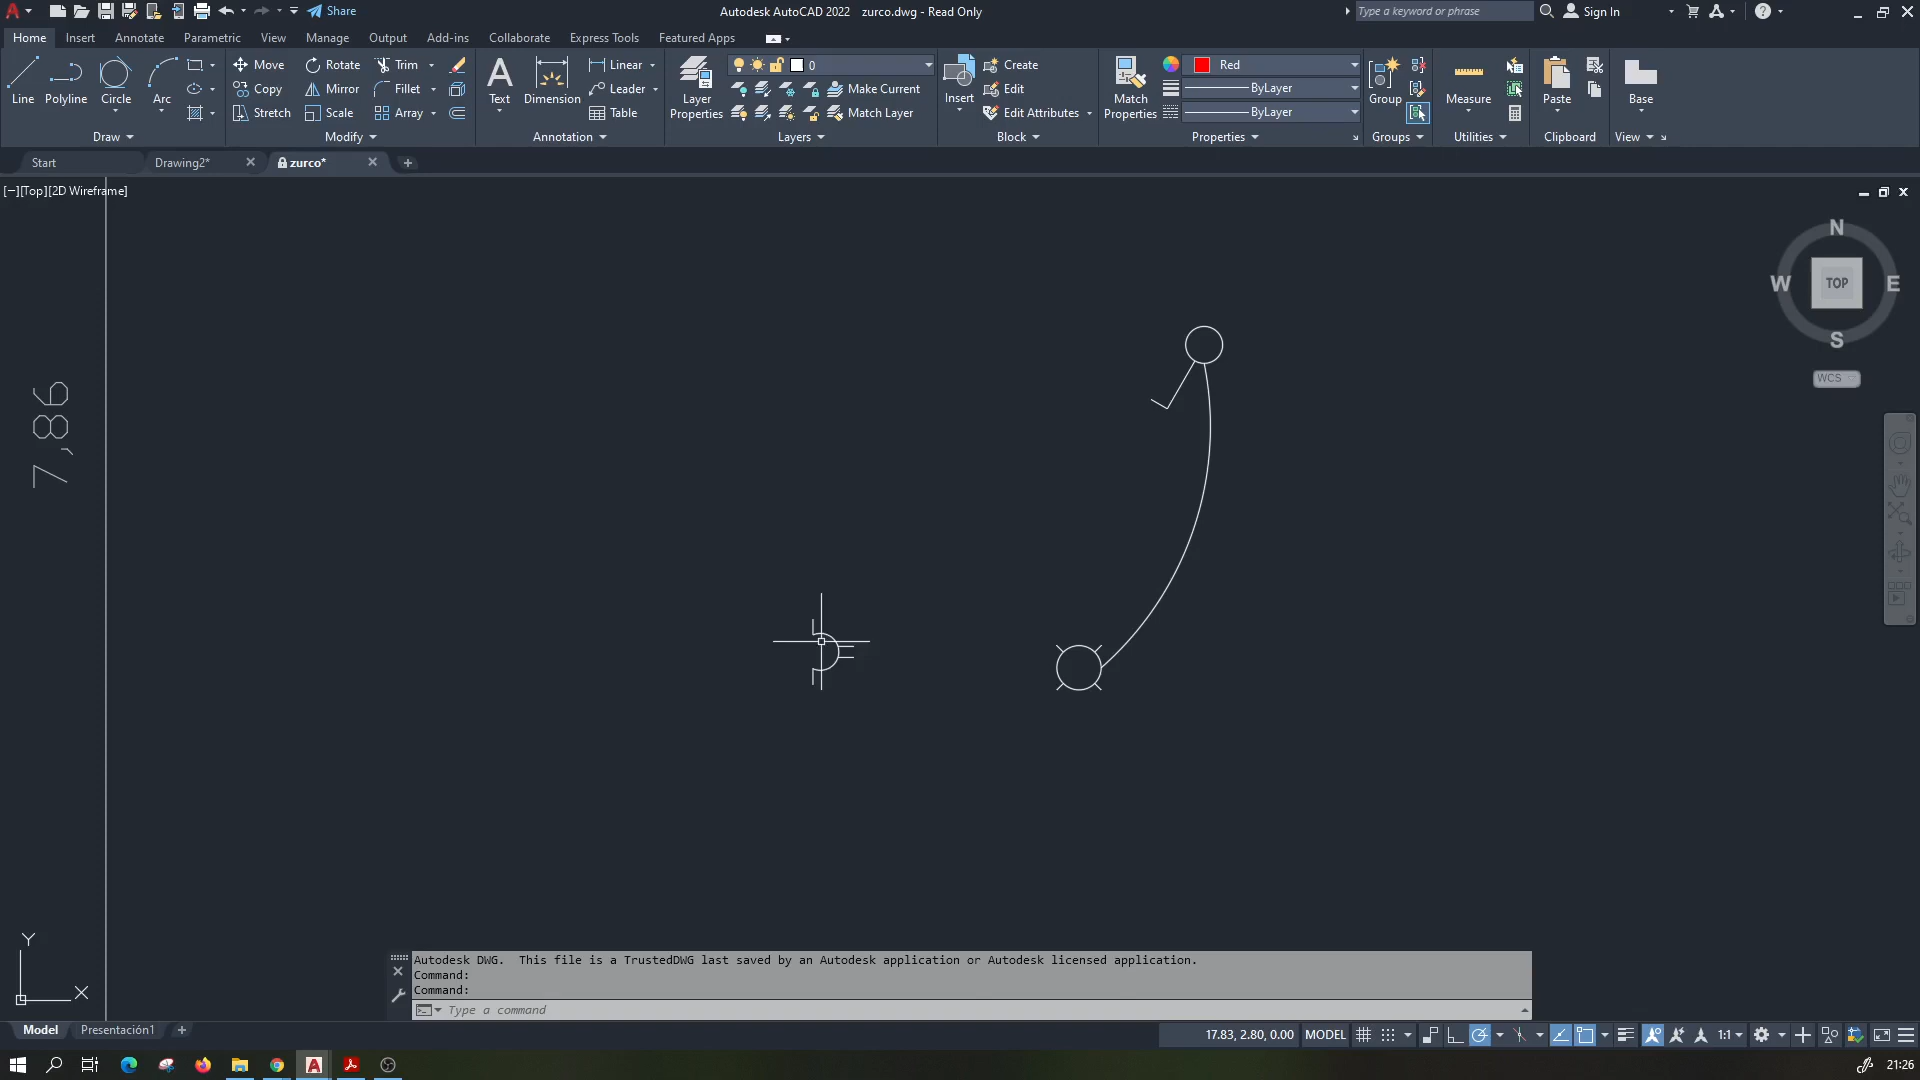 Share
Autodesk AutoCAD 2022 zurco.dwg - Read Only
Type a keyword or phrase
Sign In
Home Insert Annotate Parametric View Manage Output Add-ins Collaborate Express Tools Featured Apps
Line Polyline Circle Arc
Draw
Move Rotate Trim
Copy Mirror Fillet
Stretch Scale Array
Modify
Text Dimension
Linear
Leader
Table
Annotation
Layer Properties
0
Make Current
Match Layer
Layers
Insert
Create
Edit
Edit Attributes
Block
Match Properties
Red
ByLayer
ByLayer
Properties
Group
Groups
Measure
Utilities
Paste
Clipboard
Base
View
Start Drawing2* zurco*
[−][Top][2D Wireframe]
N
W TOP E
S
WCS
7,86
Y
X
Autodesk DWG. This file is a TrustedDWG last saved by an Autodesk application or Autodesk licensed application.
Command:
Command:
Type a command
Model Presentación1
17.83, 2.80, 0.00 MODEL 1:1
21:26